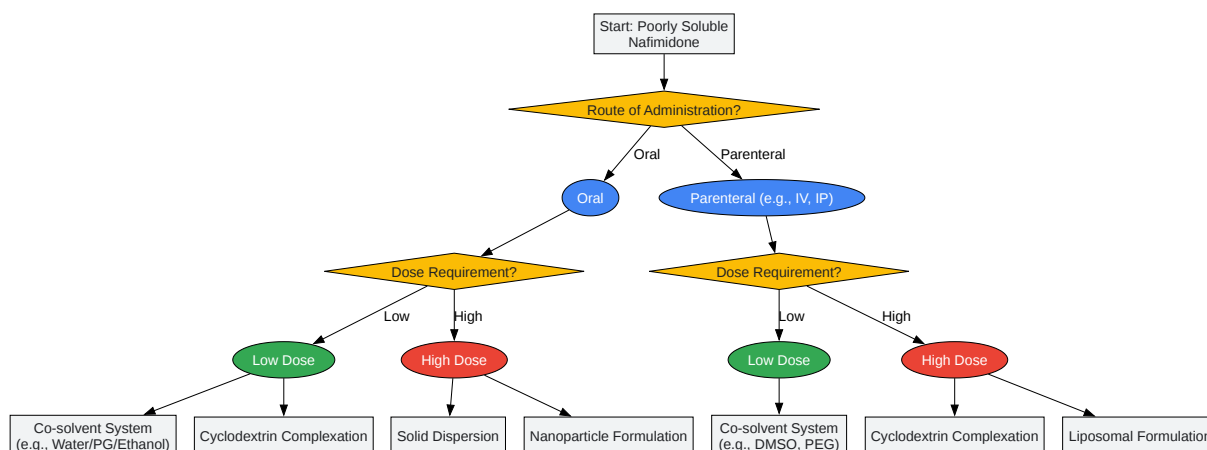 Start: Poorly Soluble
Nafimidone
Route of Administration?
Oral
Parenteral
Oral
Parenteral (e.g., IV, IP)
Dose Requirement?
Dose Requirement?
Low
High
Low
High
Low Dose
High Dose
Low Dose
High Dose
Co-solvent System
(e.g., Water/PG/Ethanol)
Cyclodextrin Complexation
Solid Dispersion
Nanoparticle Formulation
Co-solvent System
(e.g., DMSO, PEG)
Cyclodextrin Complexation
Liposomal Formulation